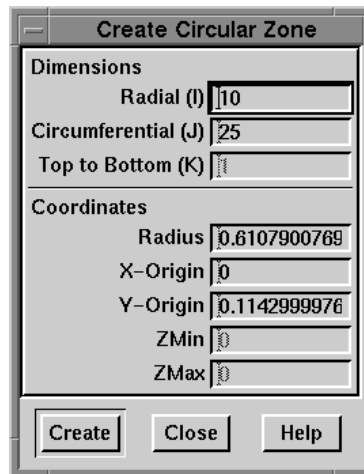 Create Circular Zone
Dimensions
Radial (I) 10
Circumferential (J) 25
Top to Bottom (K) 1
Coordinates
Radius 0.6107900769
X-Origin 0
Y-Origin 0.1142999976
ZMin 0
ZMax 0
Create Close Help